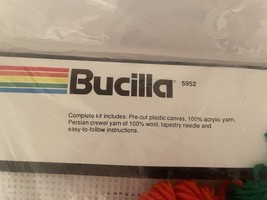 Bucilla 5952
Complete kit includes: Pre-cut plastic canvas, 100% acrylic yarn,
Persian crewel yarn of 100% wool, tapestry needle and
easy-to-follow instructions.